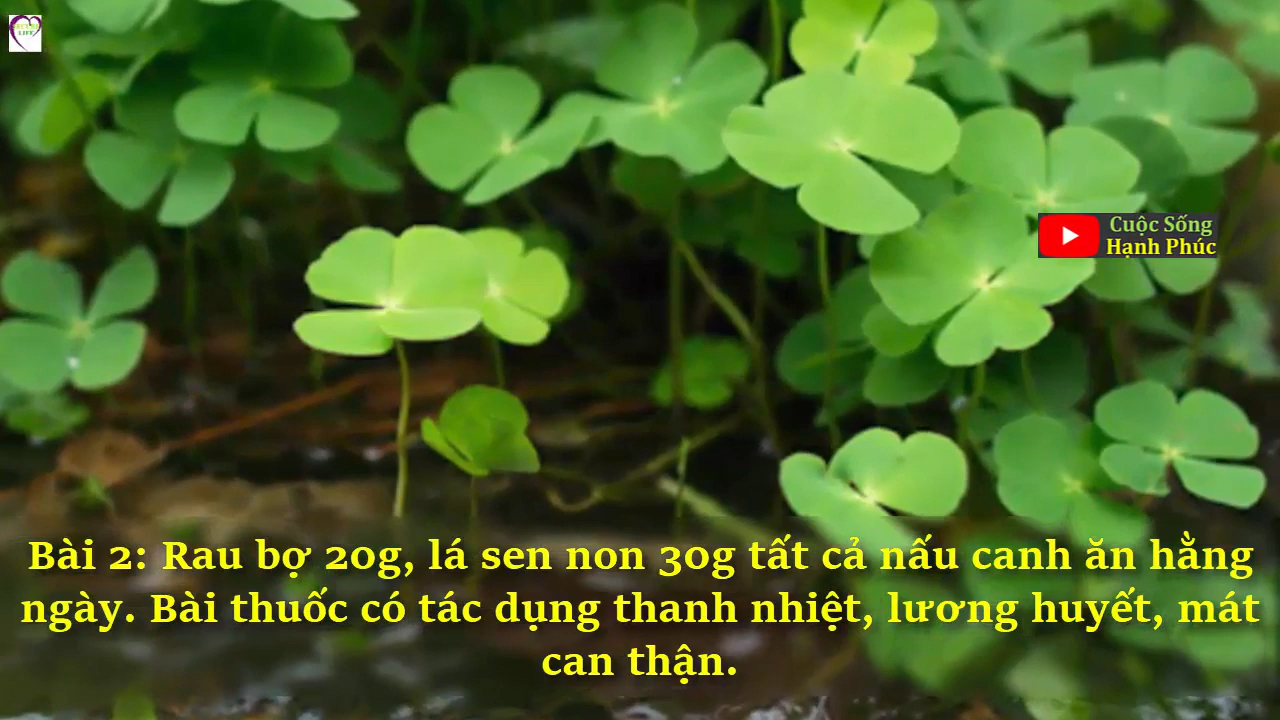 LIFE
Cuộc Sống
Hạnh Phúc
Bài 2: Rau bợ 20g, lá sen non 30g tất cả nấu canh ăn hằng
ngày. Bài thuốc có tác dụng thanh nhiệt, lương huyết, mát
can thận.